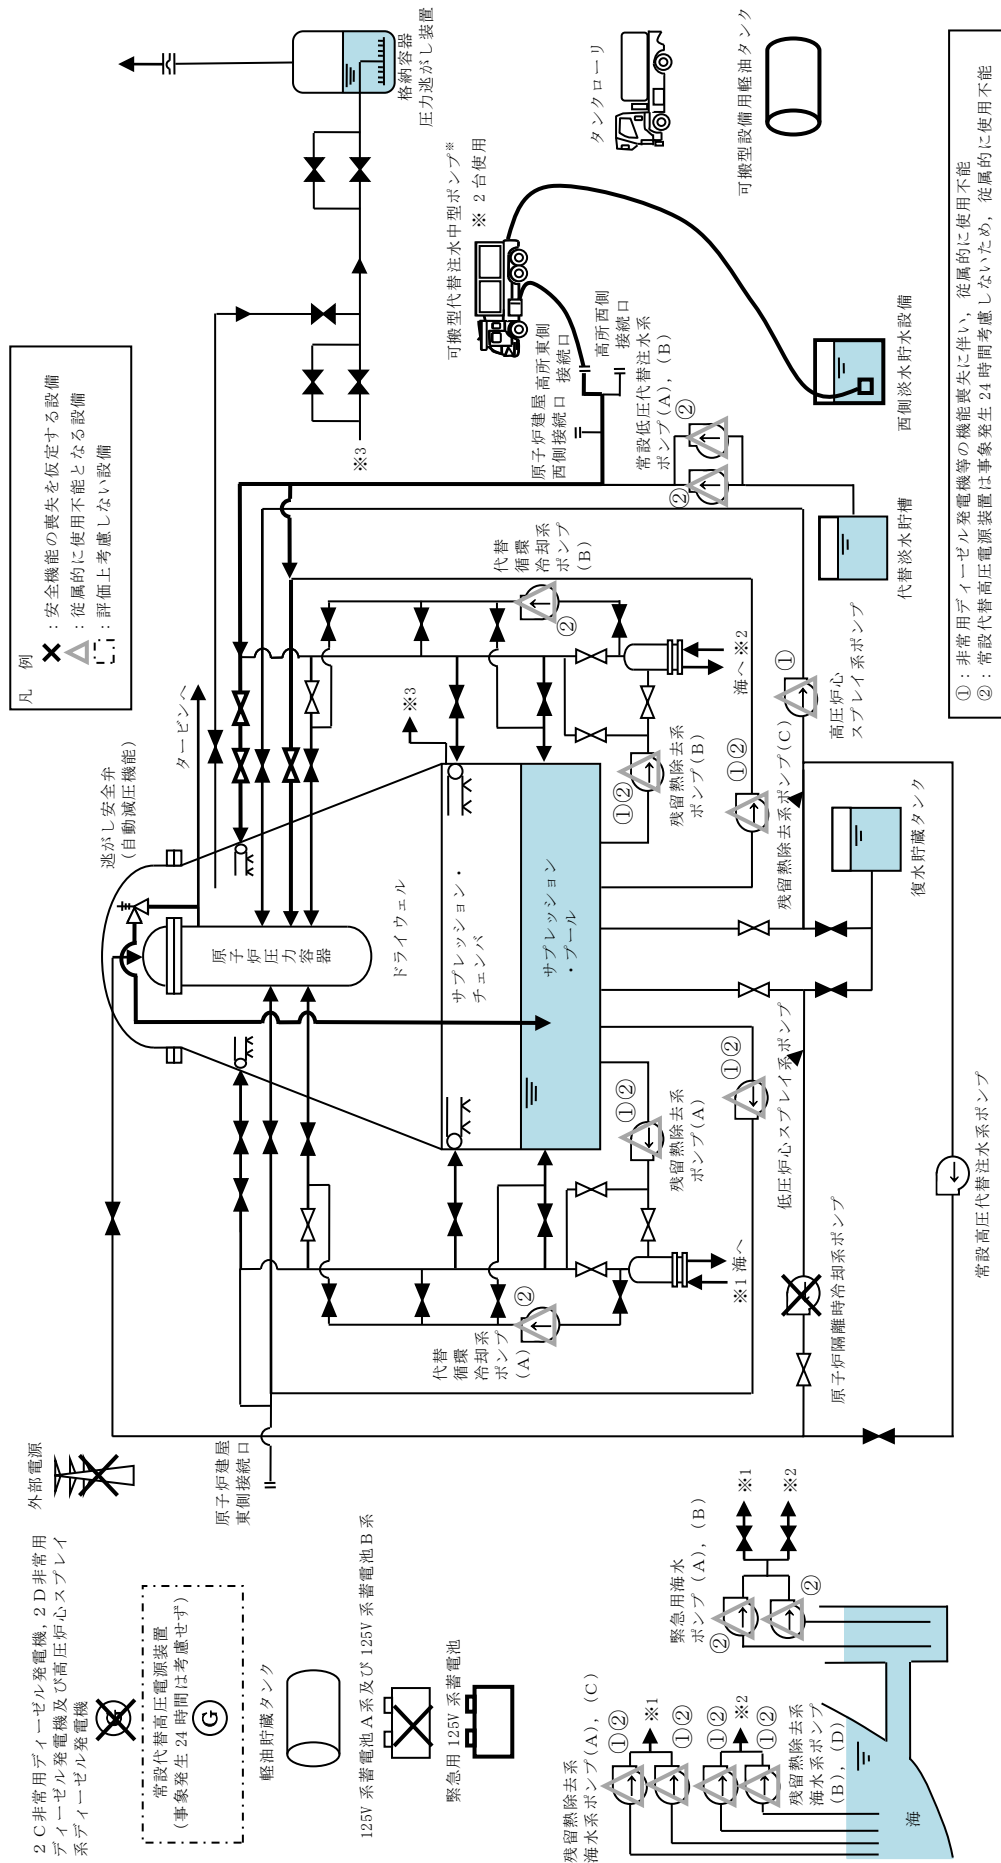 2C非常用ディーゼル発電機,2D非常用
ディーゼル発電機及び高圧炉心スプレイ
系ディーゼル発電機
G
常設代替高圧電源装置
(事象発生24時間は考慮せず)
G
軽油貯蔵タンク
125V系蓄電池A系及び125V系蓄電池B系
緊急用125V系蓄電池
外部電源
原子炉建屋
東側接続口
残留熱除去系
海水系ポンプ(A),(C)
①②
※1
①②
①②
※2
①②
残留熱除去系
海水系ポンプ
(B),(D)
海
緊急用海水
ポンプ(A),(B)
②
②
※1
※2
凡 例
:安全機能の喪失を仮定する設備
:従属的に使用不能となる設備
:評価上考慮しない設備
逃がし安全弁
(自動減圧機能)
タービンへ
原子炉圧力容器
ドライウェル
サプレッション・
チェンバ
サプレッション
・プール
※3
※3
代替
循環
冷却系
ポンプ
(A)
②
※1
海へ
残留熱除去系
ポンプ(A)
①②
①②
低圧炉心スプレイ系ポンプ
原子炉隔離時冷却系ポンプ
常設高圧代替注水系ポンプ
代替
循環
冷却系
ポンプ
(B)
②
海へ
※2
残留熱除去系
ポンプ(B)
①②
①②
残留熱除去系ポンプ(C)
①
高圧炉心
スプレイ系ポンプ
復水貯蔵タンク
代替淡水貯槽
西側淡水貯水設備
原子炉建屋
西側接続口
高所東側
接続口
高所西側
接続口
常設低圧代替注水系
ポンプ(A),(B)
②
②
可搬型代替注水中型ポンプ※
※ 2台使用
格納容器
圧力逃がし装置
タンクローリ
可搬型設備用軽油タンク
①:非常用ディーゼル発電機等の機能喪失に伴い,従属的に使用不能
②:常設代替高圧電源装置は事象発生24時間考慮しないため,従属的に使用不能